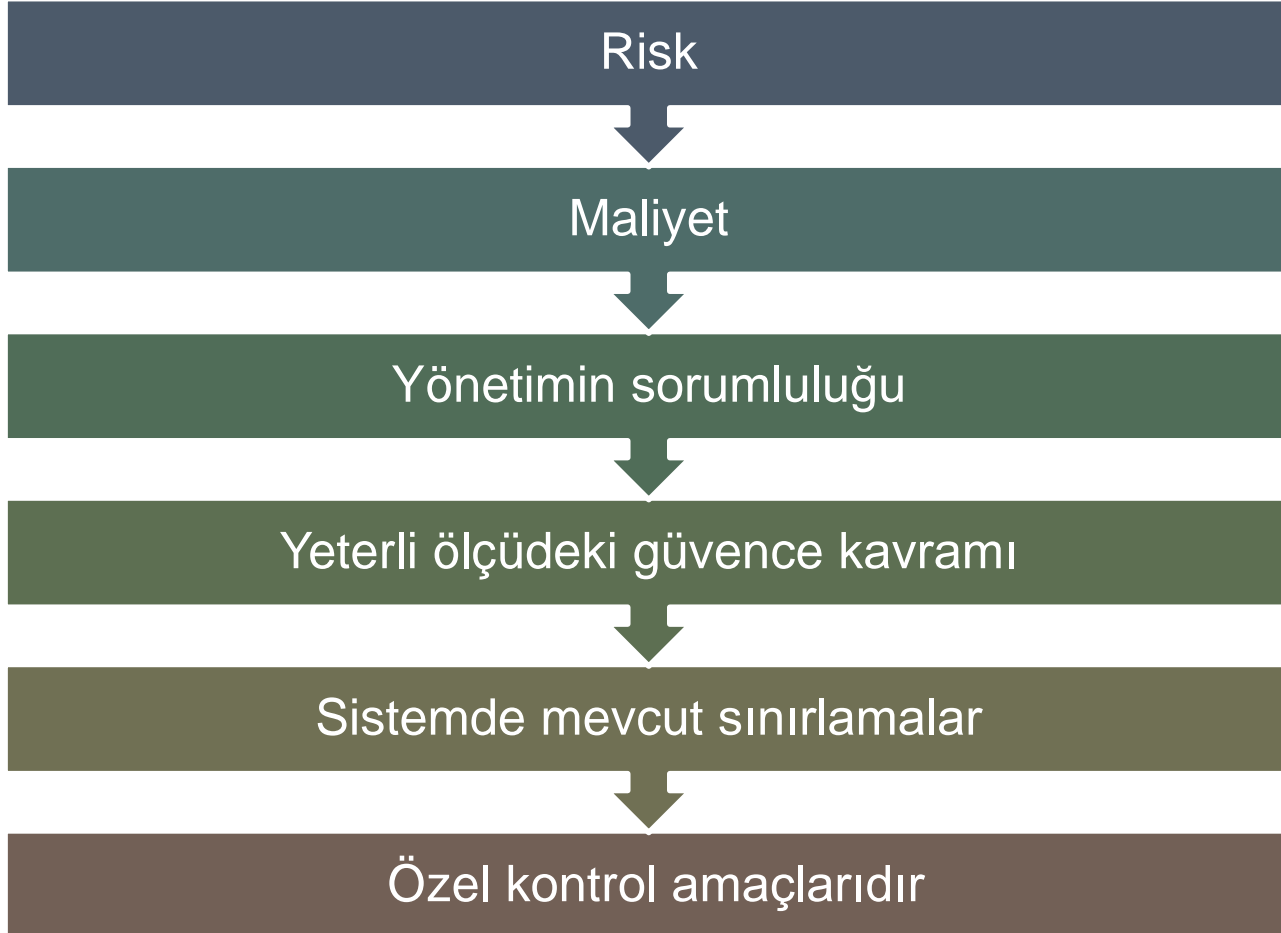 Risk
Maliyet
Yönetimin sorumluluğu
Yeterli ölçüdeki güvence kavramı
Sistemde mevcut sınırlamalar
Özel kontrol amaçlarıdır